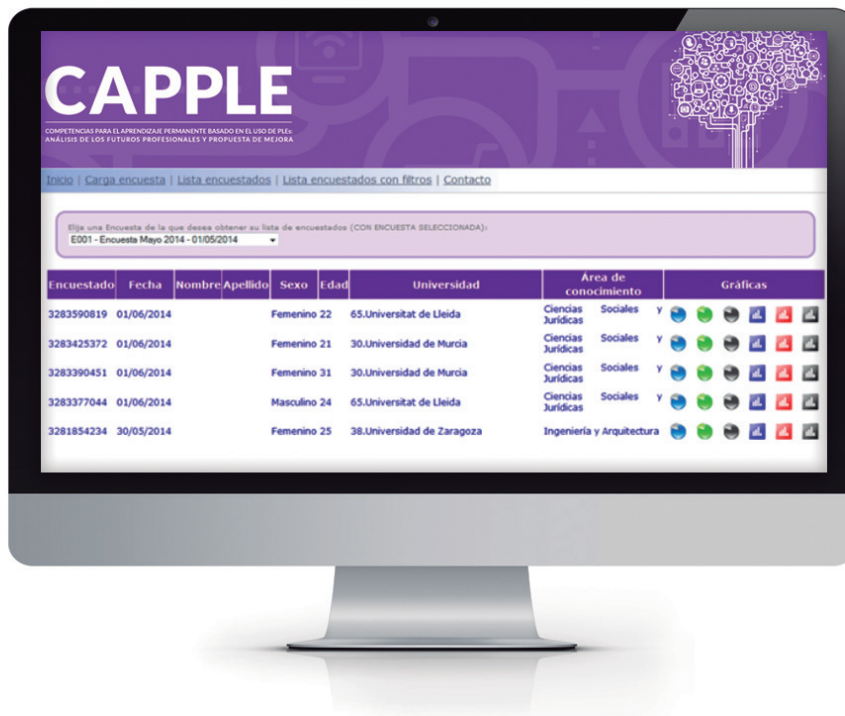 CAPPLE
COMPETENCIAS PARA EL APRENDIZAJE PERMANENTE BASADO EN EL USO DE PLEs:
ANÁLISIS DE LOS FUTUROS PROFESIONALES Y PROPUESTA DE MEJORA
Inicio | Carga encuesta | Lista encuestados | Lista encuestados con filtros | Contacto
Elija una Encuesta de la que desea obtener su lista de encuestados (CON ENCUESTA SELECCIONADA):
E001 - Encuesta Mayo 2014 - 01/05/2014
Encuestado Fecha Nombre Apellido Sexo Edad Universidad Área de conocimiento Gráficas
3283590819 01/06/2014 Femenino 22 65.Universitat de Lleida Ciencias Sociales y Jurídicas
3283425372 01/06/2014 Femenino 21 30.Universidad de Murcia Ciencias Sociales y Jurídicas
3283390451 01/06/2014 Femenino 31 30.Universidad de Murcia Ciencias Sociales y Jurídicas
3283377044 01/06/2014 Masculino 24 65.Universitat de Lleida Ciencias Sociales y Jurídicas
3281854234 30/05/2014 Femenino 25 38.Universidad de Zaragoza Ingeniería y Arquitectura